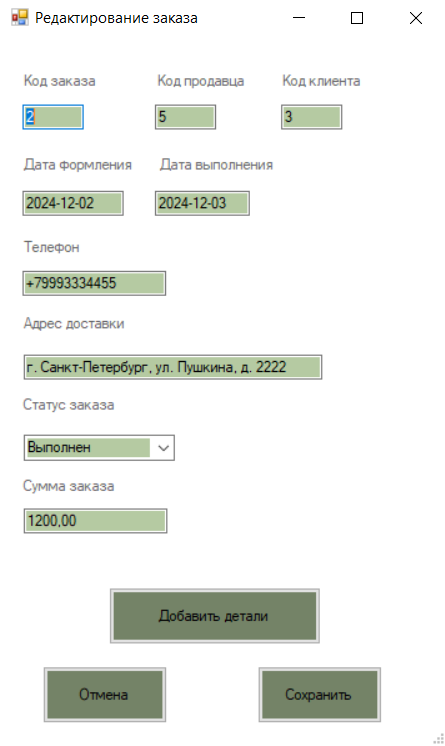 Редактирование заказа
Код заказа Код продавца Код клиента
2 5 3
Дата формления Дата выполнения
2024-12-02 2024-12-03
Телефон
+79993334455
Адрес доставки
г. Санкт-Петербург, ул. Пушкина, д. 2222
Статус заказа
Выполнен
Сумма заказа
1200,00
Добавить детали
Отмена Сохранить